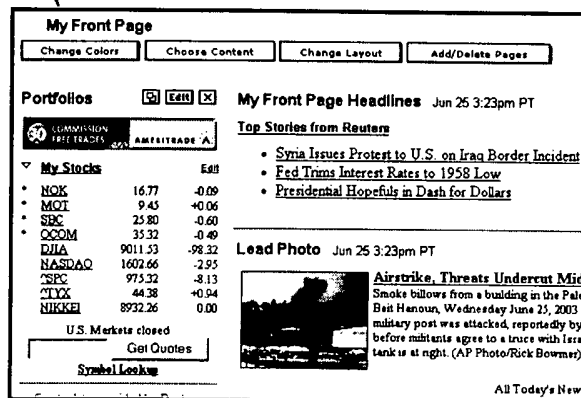 My Front Page
Change Colors Choose Content Change Layout Add/Delete Pages
Portfolios Edit X
30 COMMISSION FREE TRADES AMERITRADE
My Stocks Edit
NOK 16.77 -0.09
MOT 9.45 +0.06
SBC 25.80 -0.60
QCOM 35.32 -0.49
DJIA 9011.53 -98.32
NASDAQ 1602.66 -2.95
^SPC 975.32 -8.13
^TYX 44.38 +0.94
NIKKEI 8932.26 0.00
U.S. Markets closed
Get Quotes
Symbol Lookup
My Front Page Headlines Jun 25 3:23pm PT
Top Stories from Reuters
• Syria Issues Protest to U.S. on Iraq Border Incident
• Fed Trims Interest Rates to 1958 Low
• Presidential Hopefuls in Dash for Dollars
Lead Photo Jun 25 3:23pm PT
Airstrike, Threats Undercut Mid
Smoke billows from a building in the Pale
Beit Hanoun, Wednesday June 25, 2003
military post was attacked, reportedly by
before militants agree to a truce with Isra
tank is at right. (AP Photo/Rick Bowmer)
All Today's New